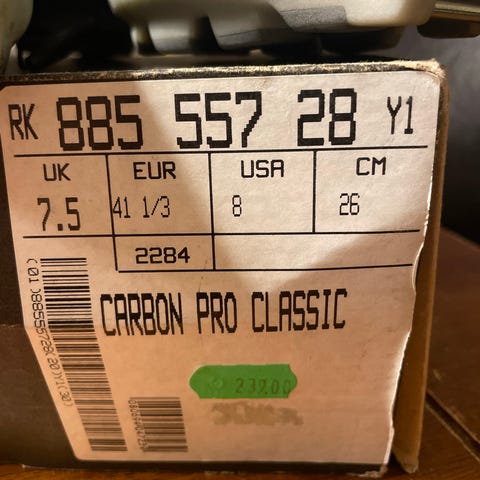 RK 885 557 28 Y1
UK EUR USA CM
7.5 41 1/3 8 26
2284
CARBON PRO CLASSIC
239.00